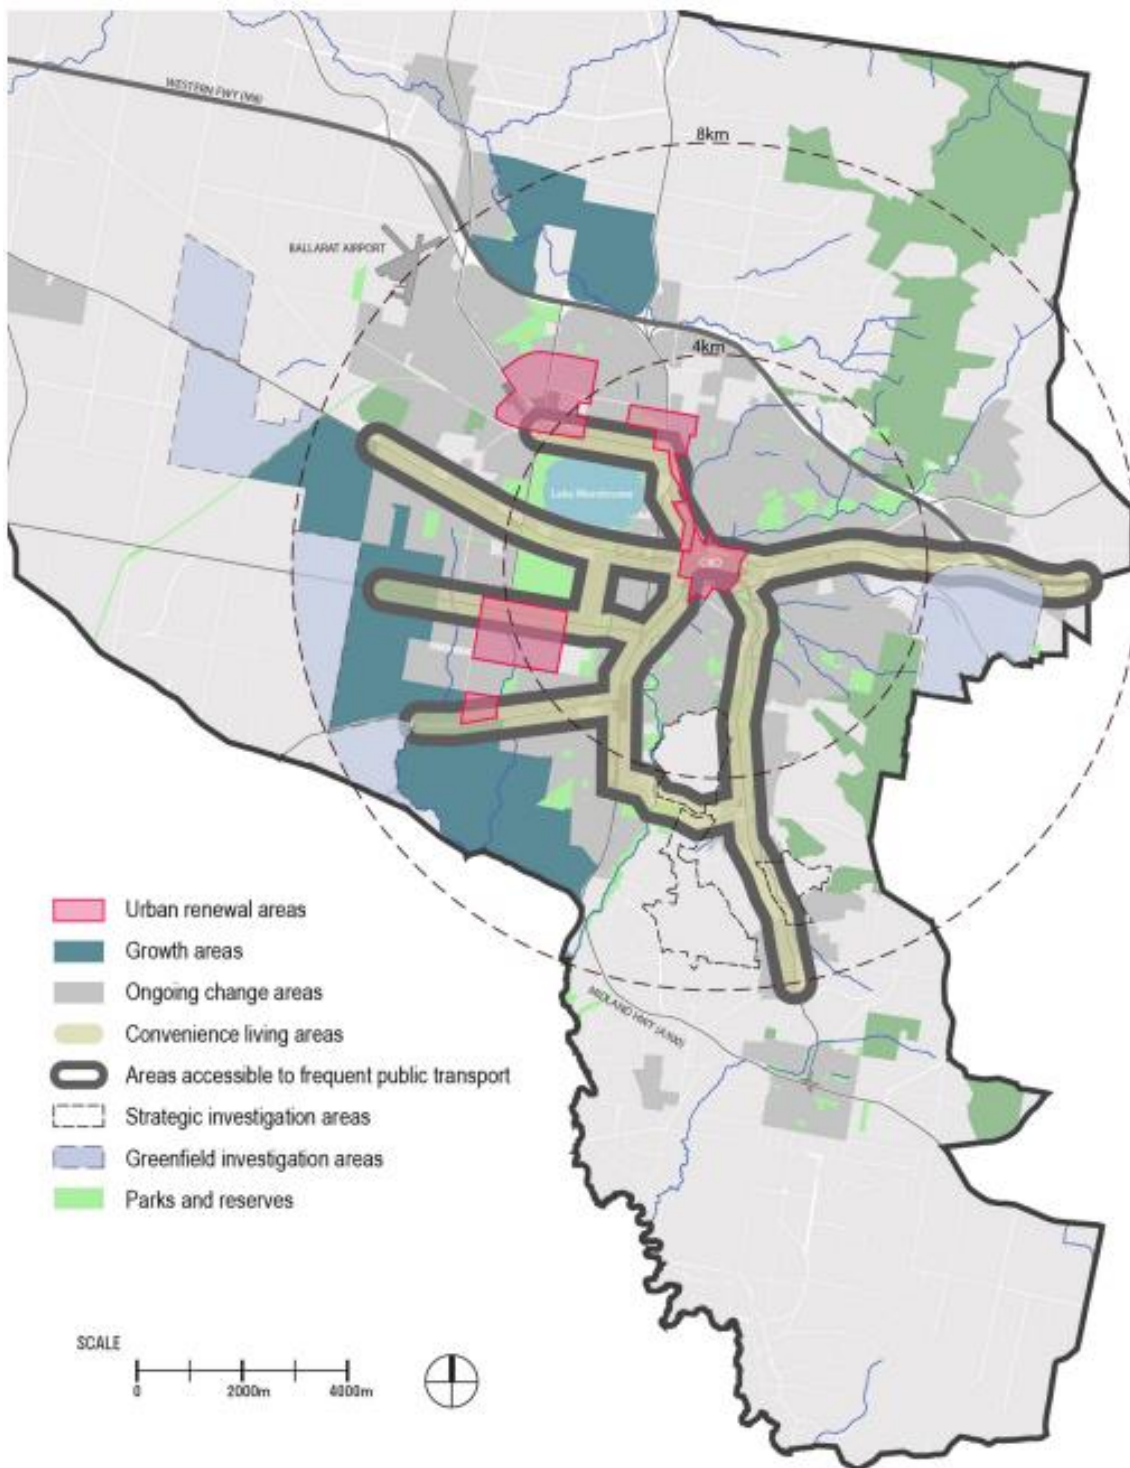 WESTERN FWY (M8)
8km
BALLARAT AIRPORT
4km
Lake Wendouree
CBD
Urban renewal areas
Growth areas
Ongoing change areas
Convenience living areas
Areas accessible to frequent public transport
Strategic investigation areas
Greenfield investigation areas
Parks and reserves
MIDLAND HWY (A300)
SCALE
0
2000m
4000m